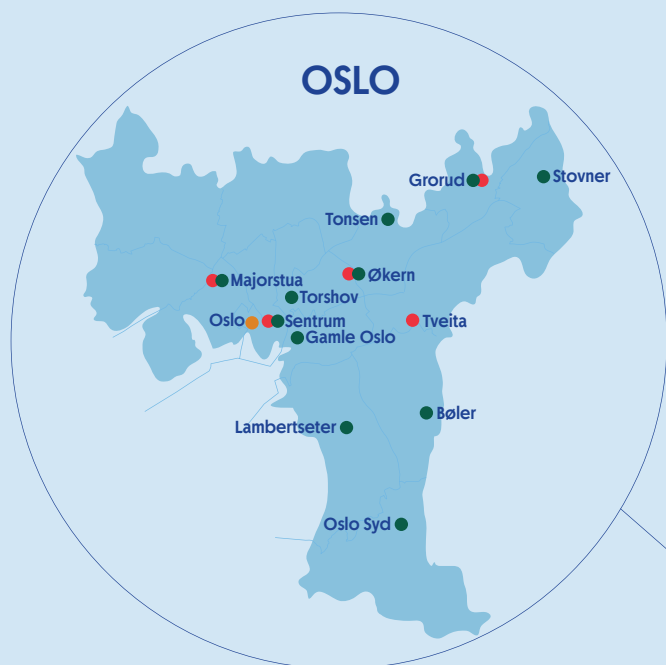 OSLO
Grorud
Stovner
Tonsen
Økern
Majorstua
Torshov
Oslo
Sentrum
Tveita
Gamle Oslo
Bøler
Lambertseter
Oslo Syd